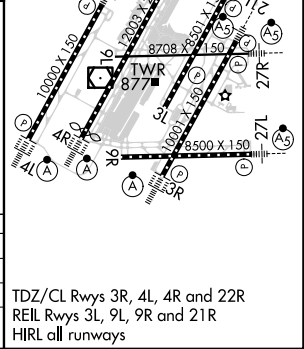 10000 X 150
12003 X
8501 X
21
P
A5
P
P
A5
8708 X 150
27R
TWR
877
9L
3L
10001 X 150
P
27L
8500 X 150
A5
4R
4L
A
A
9R
A
P
3R
P
TDZ/CL Rwys 3R, 4L, 4R and 22R
REIL Rwys 3L, 9L, 9R and 21R
HIRL all runways